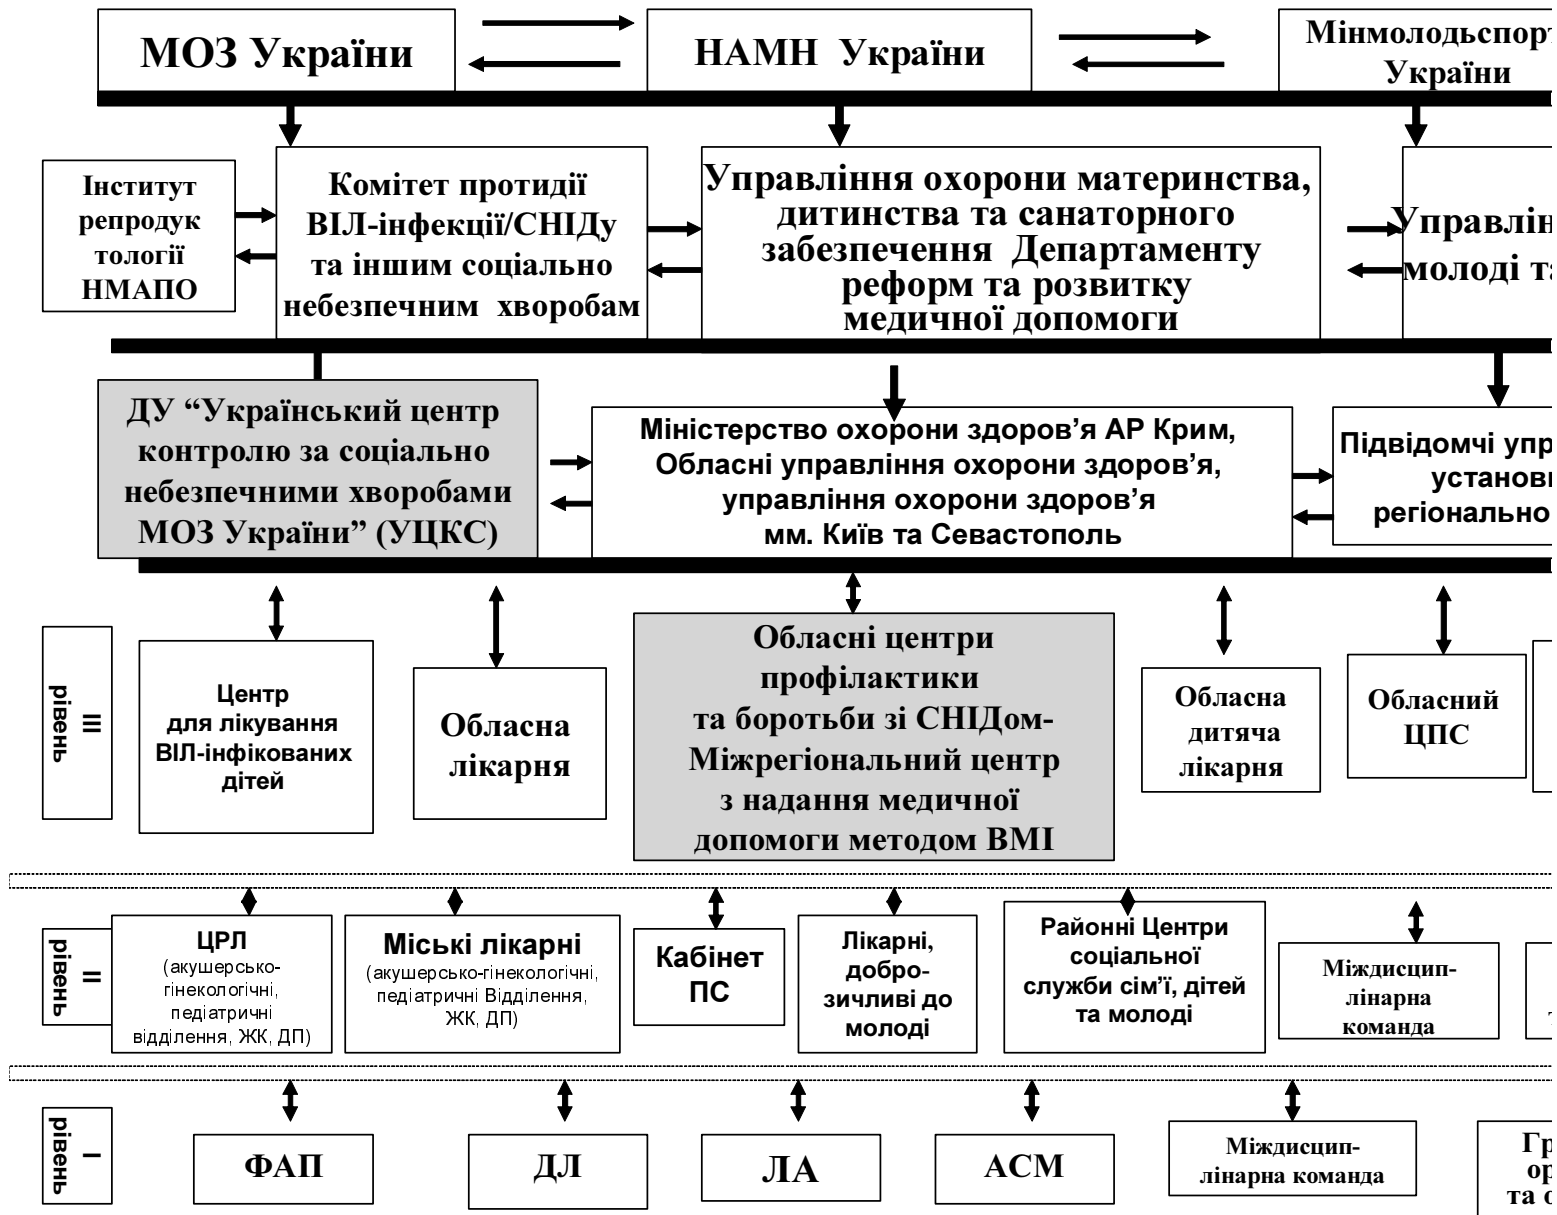 МОЗ України
НАМН України
Мінмолодьспорт
України
Інститут
репродук
тології
НМАПО
Комітет протидії
ВІЛ-інфекції/СНІДу
та іншим соціально
небезпечним хворобам
Управління охорони материнства,
дитинства та санаторного
забезпечення Департаменту
реформ та розвитку
медичної допомоги
молоді
ДУ “Український центр
контролю за соціально
небезпечними хворобами
МОЗ України” (УЦКС)
Міністерство охорони здоров’я АР Крим,
Обласні управління охорони здоров’я,
управління охорони здоров’я
мм. Київ та Севастополь
Підвідомчі
III
рівень
Центр
для лікування
ВІЛ-інфікованих
дітей
Обласна
лікарня
Обласні центри
профілактики
та боротьби зі СНІДом-
Міжрегіональний центр
з надання медичної
допомоги методом ВМІ
Обласна
дитяча
лікарня
Обласний
ЦПС
II
рівень
ЦРЛ
(акушерсько-
гінекологічні,
педіатричні
відділення, ЖК, ДП)
Міські лікарні
(акушерсько-гінекологічні,
педіатричні Відділення,
ЖК, ДП)
Кабінет
ПС
Лікарні,
добро-
зичливі до
молоді
Районні Центри
соціальної
служби сім’ї, дітей
та молоді
Міждисцип-
лінарна
команда
I
рівень
ФАП
ДЛ
ЛА
АСМ
Міждисцип-
лінарна команда
та